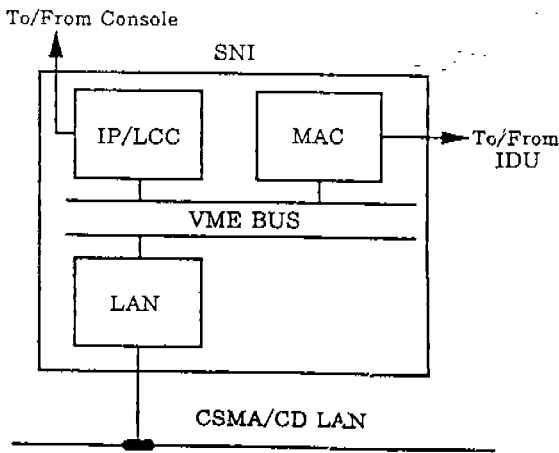 To/From Console
SNI
IP/LCC
MAC
To/From
IDU
VME BUS
LAN
CSMA/CD LAN